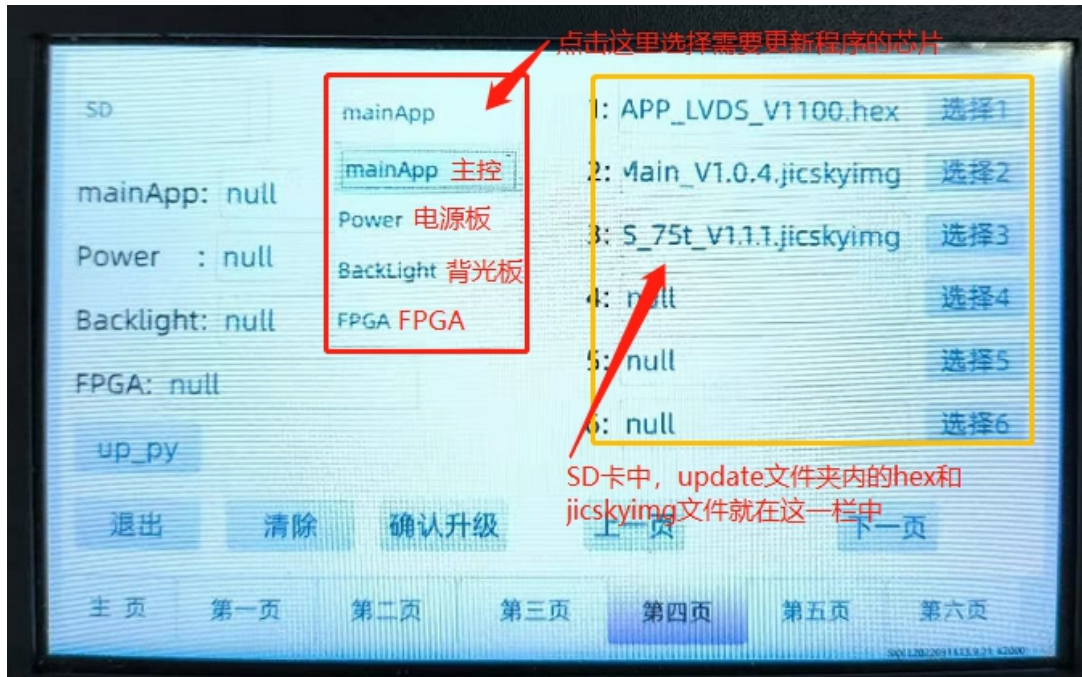 点击这里选择需要更新程序的芯片
SD
mainApp
1: APP_LVDS_V1100.hex 选择1
mainApp 主控
2: Main_V1.0.4.jicskyimg 选择2
mainApp: null
Power 电源板
3: S_75t_V1.1.1.jicskyimg 选择3
Power : null
BackLight 背光板
4: null 选择4
Backlight: null
FPGA FPGA
5: null 选择5
FPGA: null
6: null 选择6
up_py
SD卡中，update文件夹内的hex和
jicskyimg文件就在这一栏中
退出 清除 确认升级 上一页 下一页
主 页 第一页 第二页 第三页 第四页 第五页 第六页